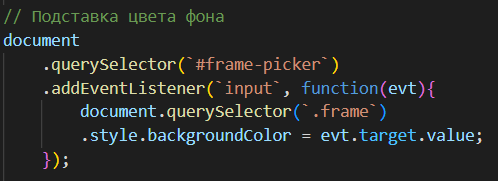 // Подставка цвета фона
document
    .querySelector(`#frame-picker`)
    .addEventListener(`input`, function(evt){
        document.querySelector(`.frame`)
        .style.backgroundColor = evt.target.value;
    });